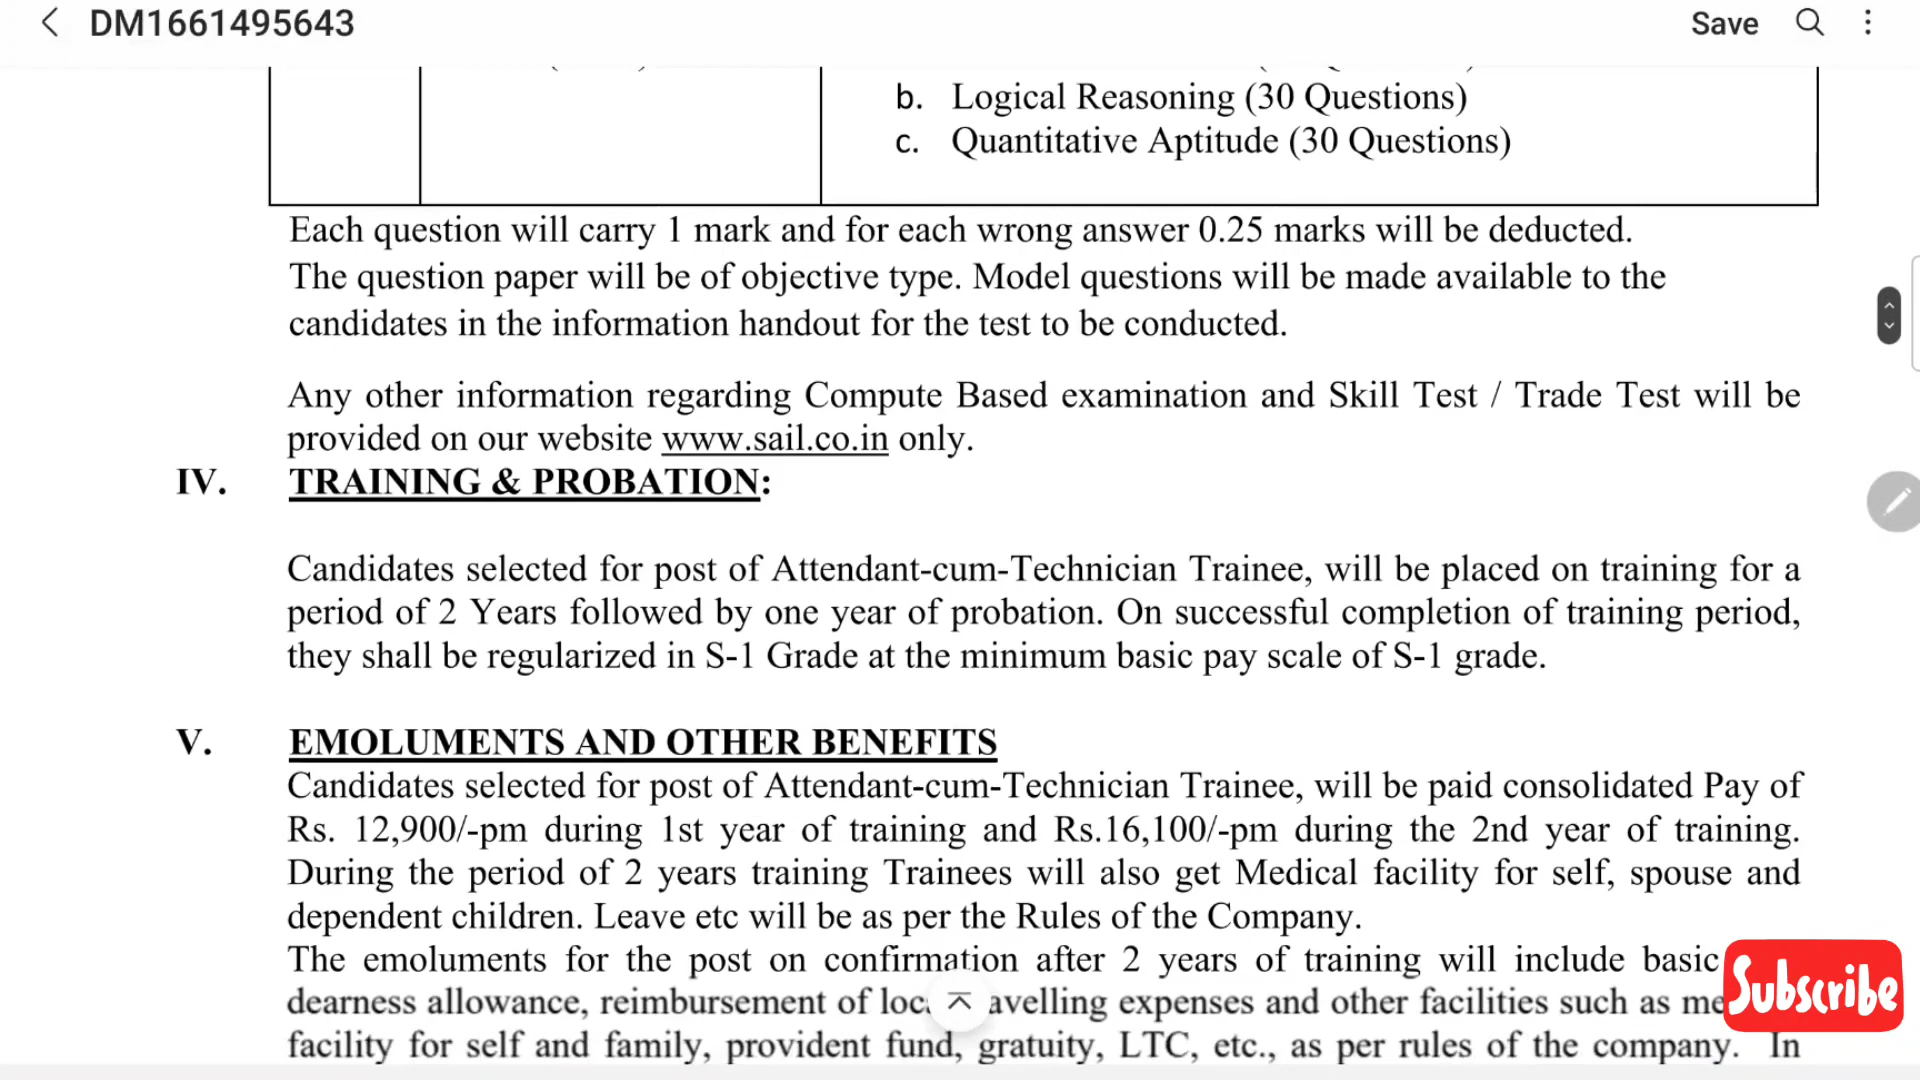 DM1661495643
Save
b. Logical Reasoning (30 Questions)
c. Quantitative Aptitude (30 Questions)
Each question will carry 1 mark and for each wrong answer 0.25 marks will be deducted.
The question paper will be of objective type. Model questions will be made available to the
candidates in the information handout for the test to be conducted.
Any other information regarding Compute Based examination and Skill Test / Trade Test will be
provided on our website www.sail.co.in only.
IV. TRAINING & PROBATION:
Candidates selected for post of Attendant-cum-Technician Trainee, will be placed on training for a
period of 2 Years followed by one year of probation. On successful completion of training period,
they shall be regularized in S-1 Grade at the minimum basic pay scale of S-1 grade.
V. EMOLUMENTS AND OTHER BENEFITS
Candidates selected for post of Attendant-cum-Technician Trainee, will be paid consolidated Pay of
Rs. 12,900/-pm during 1st year of training and Rs.16,100/-pm during the 2nd year of training.
During the period of 2 years training Trainees will also get Medical facility for self, spouse and
dependent children. Leave etc will be as per the Rules of the Company.
The emoluments for the post on confirmation after 2 years of training will include basic
dearness allowance, reimbursement of expenses and other facilities such as
facility for self and family, provident fund, gratuity, LTC, etc., as per rules of the company. In
Subscribe